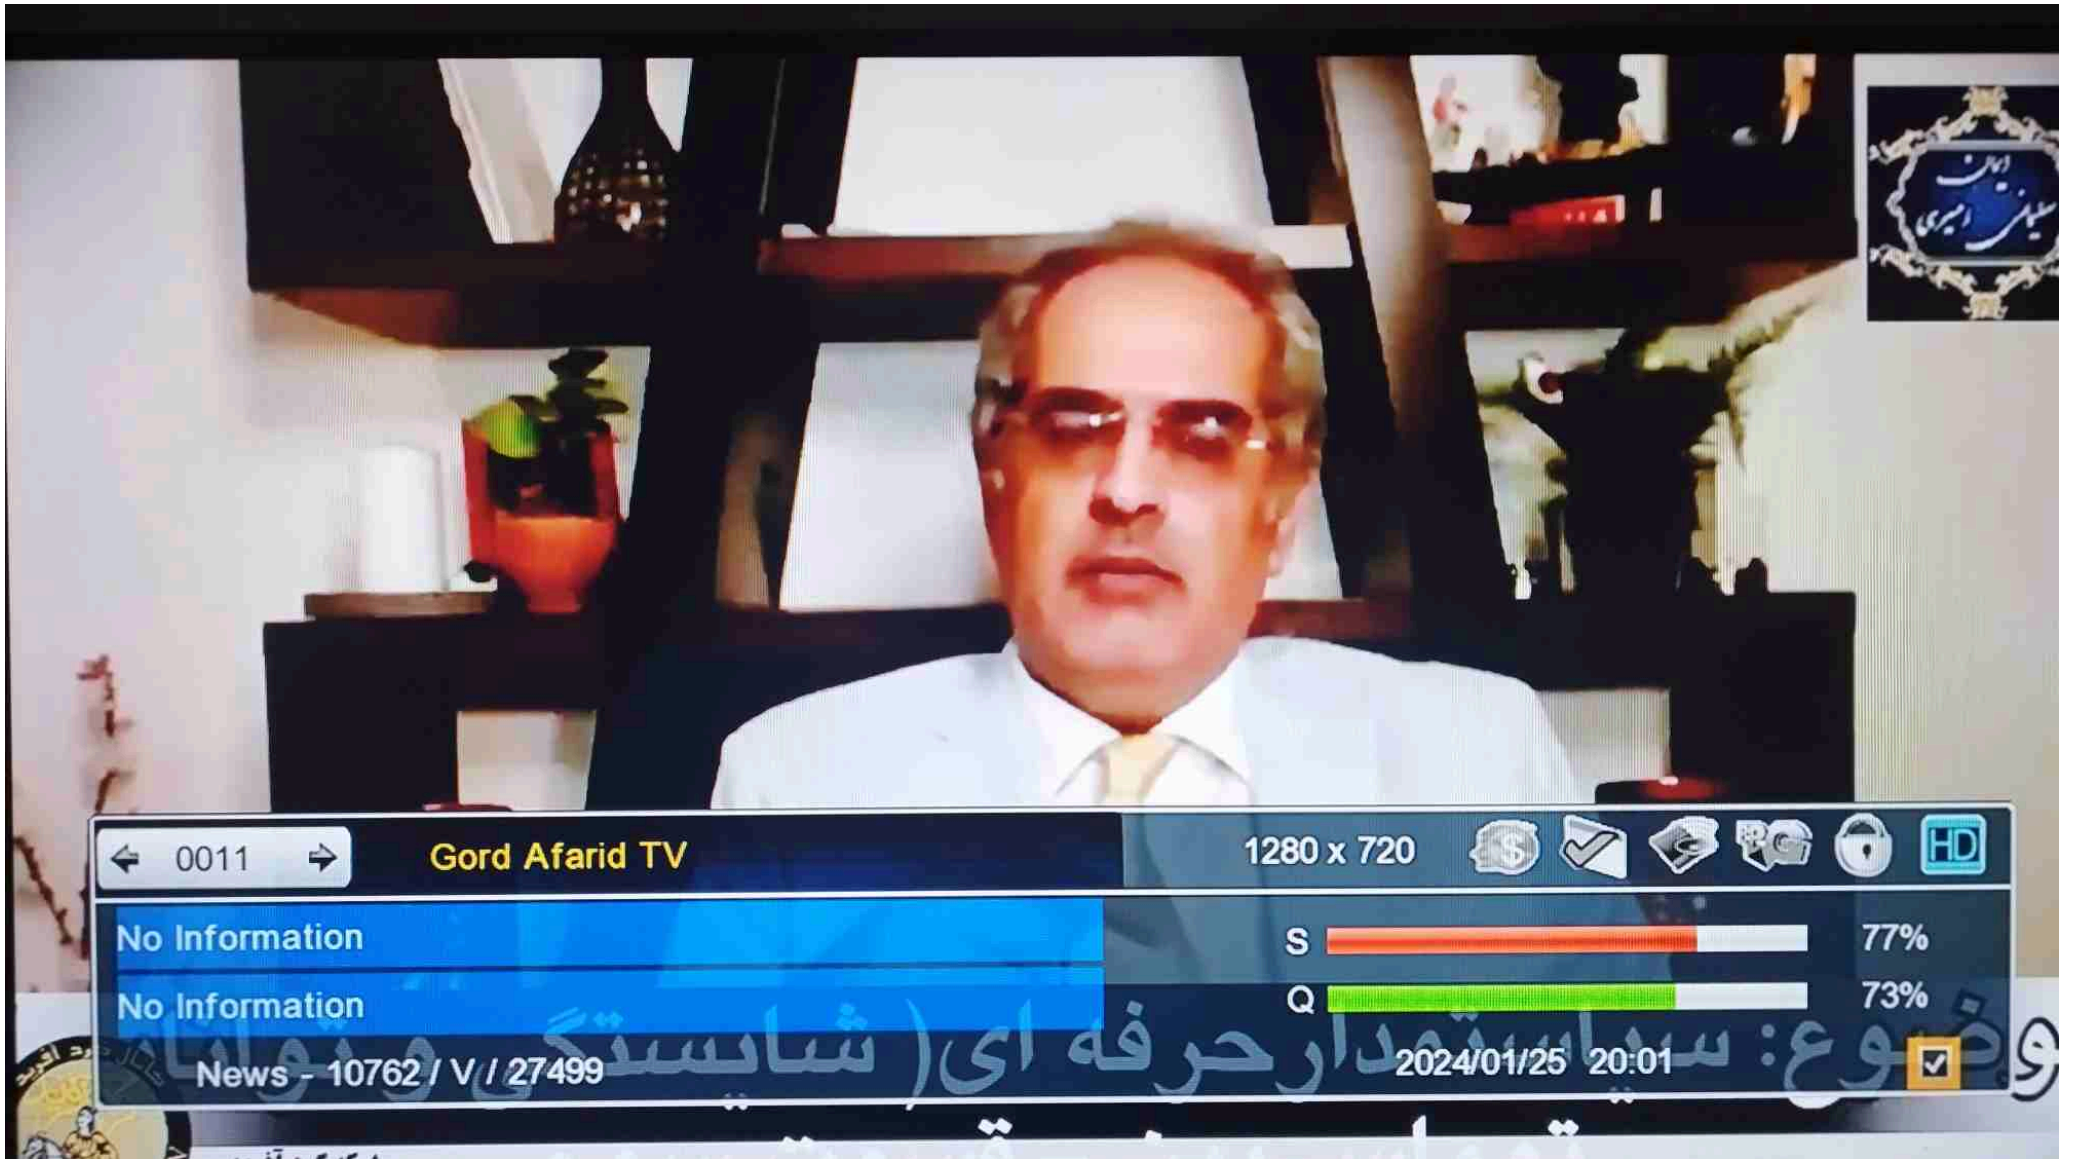 ایمان
سلیمانی امیری
0011
Gord Afarid TV
1280 x 720
HD
No Information
S
77%
No Information
Q
73%
موضوع: سیاستمدار حرفه ای( شایستگی و توانا
News - 10762 / V / 27499
2024/01/25 20:01